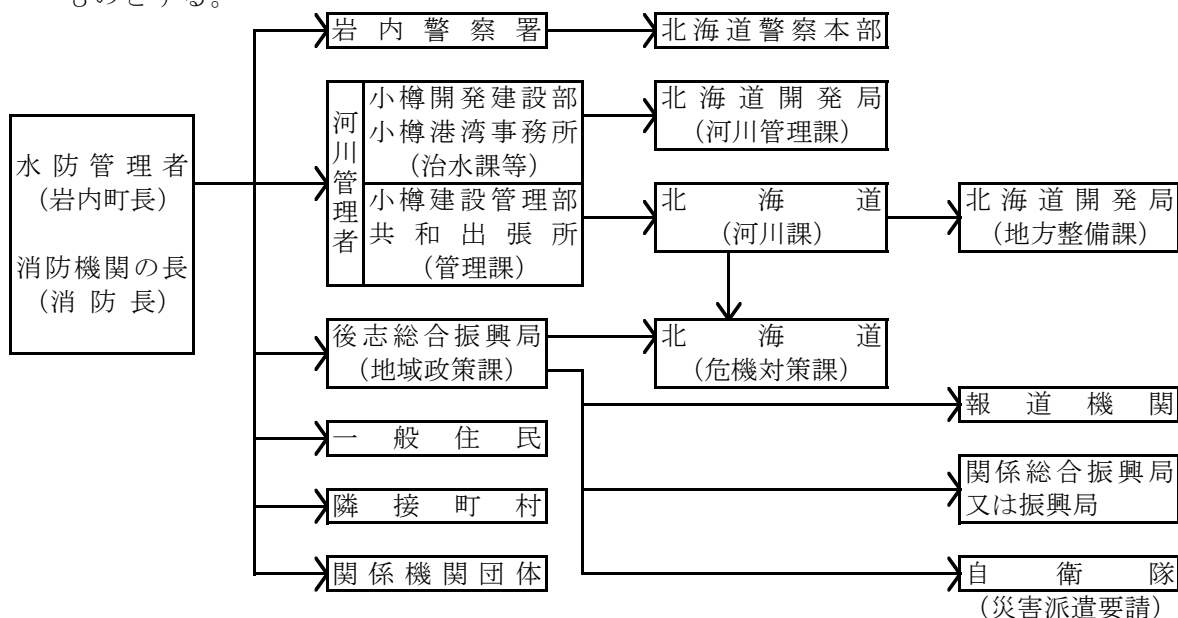 ものとする。
岩内警察署
北海道警察本部
水防管理者
（岩内町長）
消防機関の長
（消防長）
河川管理者
小樽開発建設部
小樽港湾事務所
（治水課等）
北海道開発局
（河川管理課）
小樽建設管理部
共和出張所
（管理課）
北海道
（河川課）
北海道開発局
（地方整備課）
後志総合振興局
（地域政策課）
北海道
（危機対策課）
報道機関
一般住民
関係総合振興局
又は振興局
隣接町村
関係機関団体
自衛隊
（災害派遣要請）